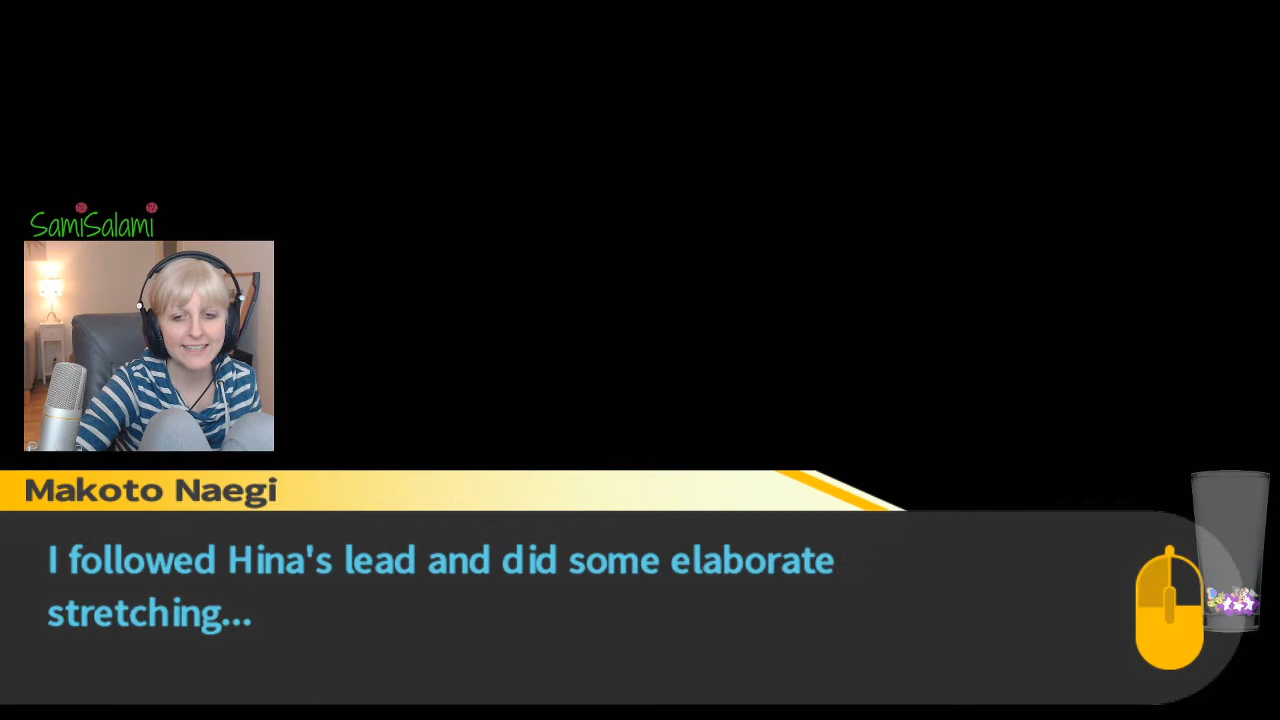 SamiSalami
Makoto Naegi
I followed Hina's lead and did some elaborate
stretching...